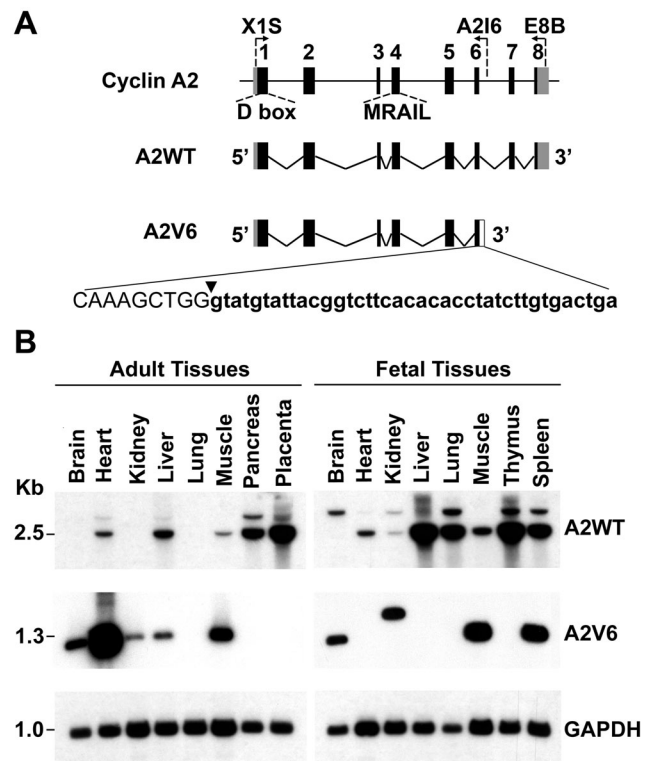 A
X1S A2I6 E8B
1 2 3 4 5 6 7 8
Cyclin A2
D box MRAIL
A2WT 5’ 3’
A2V6 5’ 3’
CAAAGCTGGgtatgtattacggtcttcacacacctatcttgtgactga
B
Adult Tissues Fetal Tissues
Brain Heart Kidney Liver Lung Muscle Pancreas Placenta Brain Heart Kidney Liver Lung Muscle Thymus Spleen
Kb
2.5 A2WT
1.3 A2V6
1.0 GAPDH